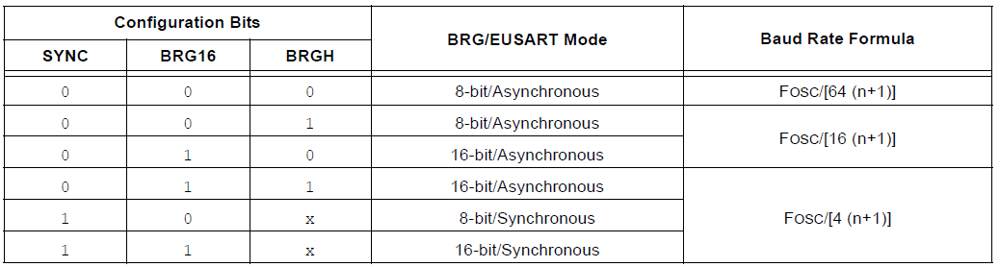 Configuration Bits BRG/EUSART Mode Baud Rate Formula
SYNC BRG16 BRGH
0 0 0 8-bit/Asynchronous FOSC/[64 (n+1)]
0 0 1 8-bit/Asynchronous FOSC/[16 (n+1)]
0 1 0 16-bit/Asynchronous
0 1 1 16-bit/Asynchronous FOSC/[4 (n+1)]
1 0 x 8-bit/Synchronous
1 1 x 16-bit/Synchronous